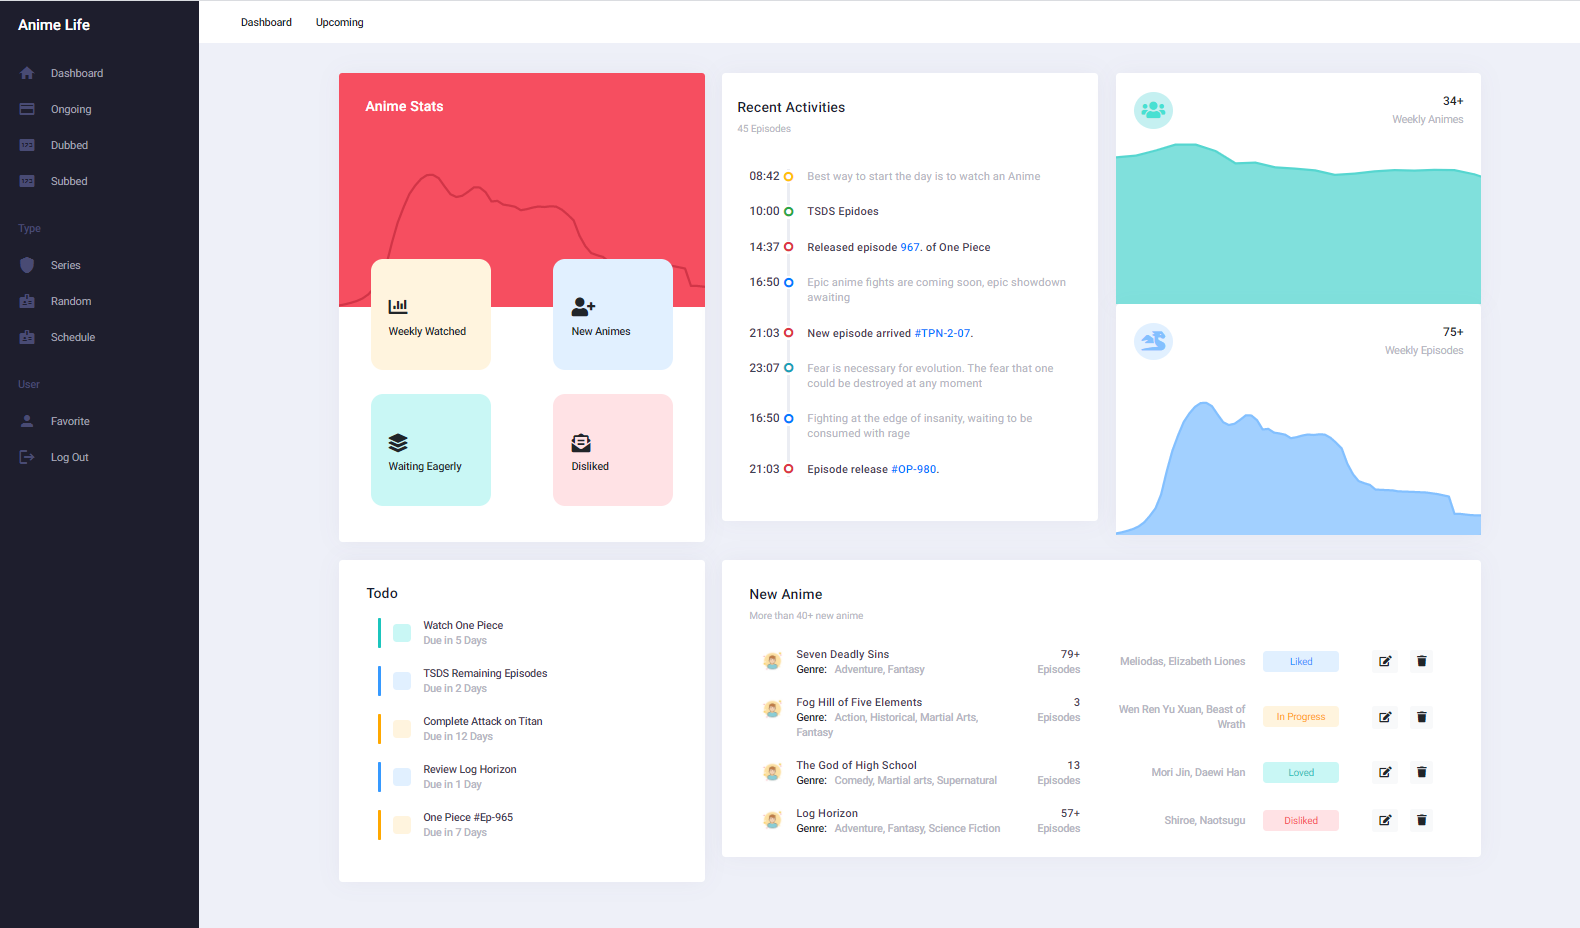 Anime Life
Dashboard
Ongoing
Dubbed
Subbed
Type
Series
Random
Schedule
User
Favorite
Log Out
Dashboard Upcoming
Anime Stats
Weekly Watched
New Animes
Waiting Eagerly
Disliked
Recent Activities
45 Episodes
08:42 Best way to start the day is to watch an Anime
10:00 TSDS Epidoes
14:37 Released episode 967. of One Piece
16:50 Epic anime fights are coming soon, epic showdown
awaiting
21:03 New episode arrived #TPN-2-07.
23:07 Fear is necessary for evolution. The fear that one
could be destroyed at any moment
16:50 Fighting at the edge of insanity, waiting to be
consumed with rage
21:03 Episode release #OP-980.
34+
Weekly Animes
75+
Weekly Episodes
Todo
Watch One Piece
Due in 5 Days
TSDS Remaining Episodes
Due in 2 Days
Complete Attack on Titan
Due in 12 Days
Review Log Horizon
Due in 1 Day
One Piece #Ep-965
Due in 7 Days
New Anime
More than 40+ new anime
Seven Deadly Sins 79+
Genre: Adventure, Fantasy Episodes
Meliodas, Elizabeth Liones Liked
Fog Hill of Five Elements 3
Genre: Action, Historical, Martial Arts, Episodes
Fantasy
Wen Ren Yu Xuan, Beast of
Wrath
In Progress
The God of High School 13
Genre: Comedy, Martial arts, Supernatural Episodes
Mori Jin, Daewi Han Loved
Log Horizon 57+
Genre: Adventure, Fantasy, Science Fiction Episodes
Shiroe, Naotsugu Disliked